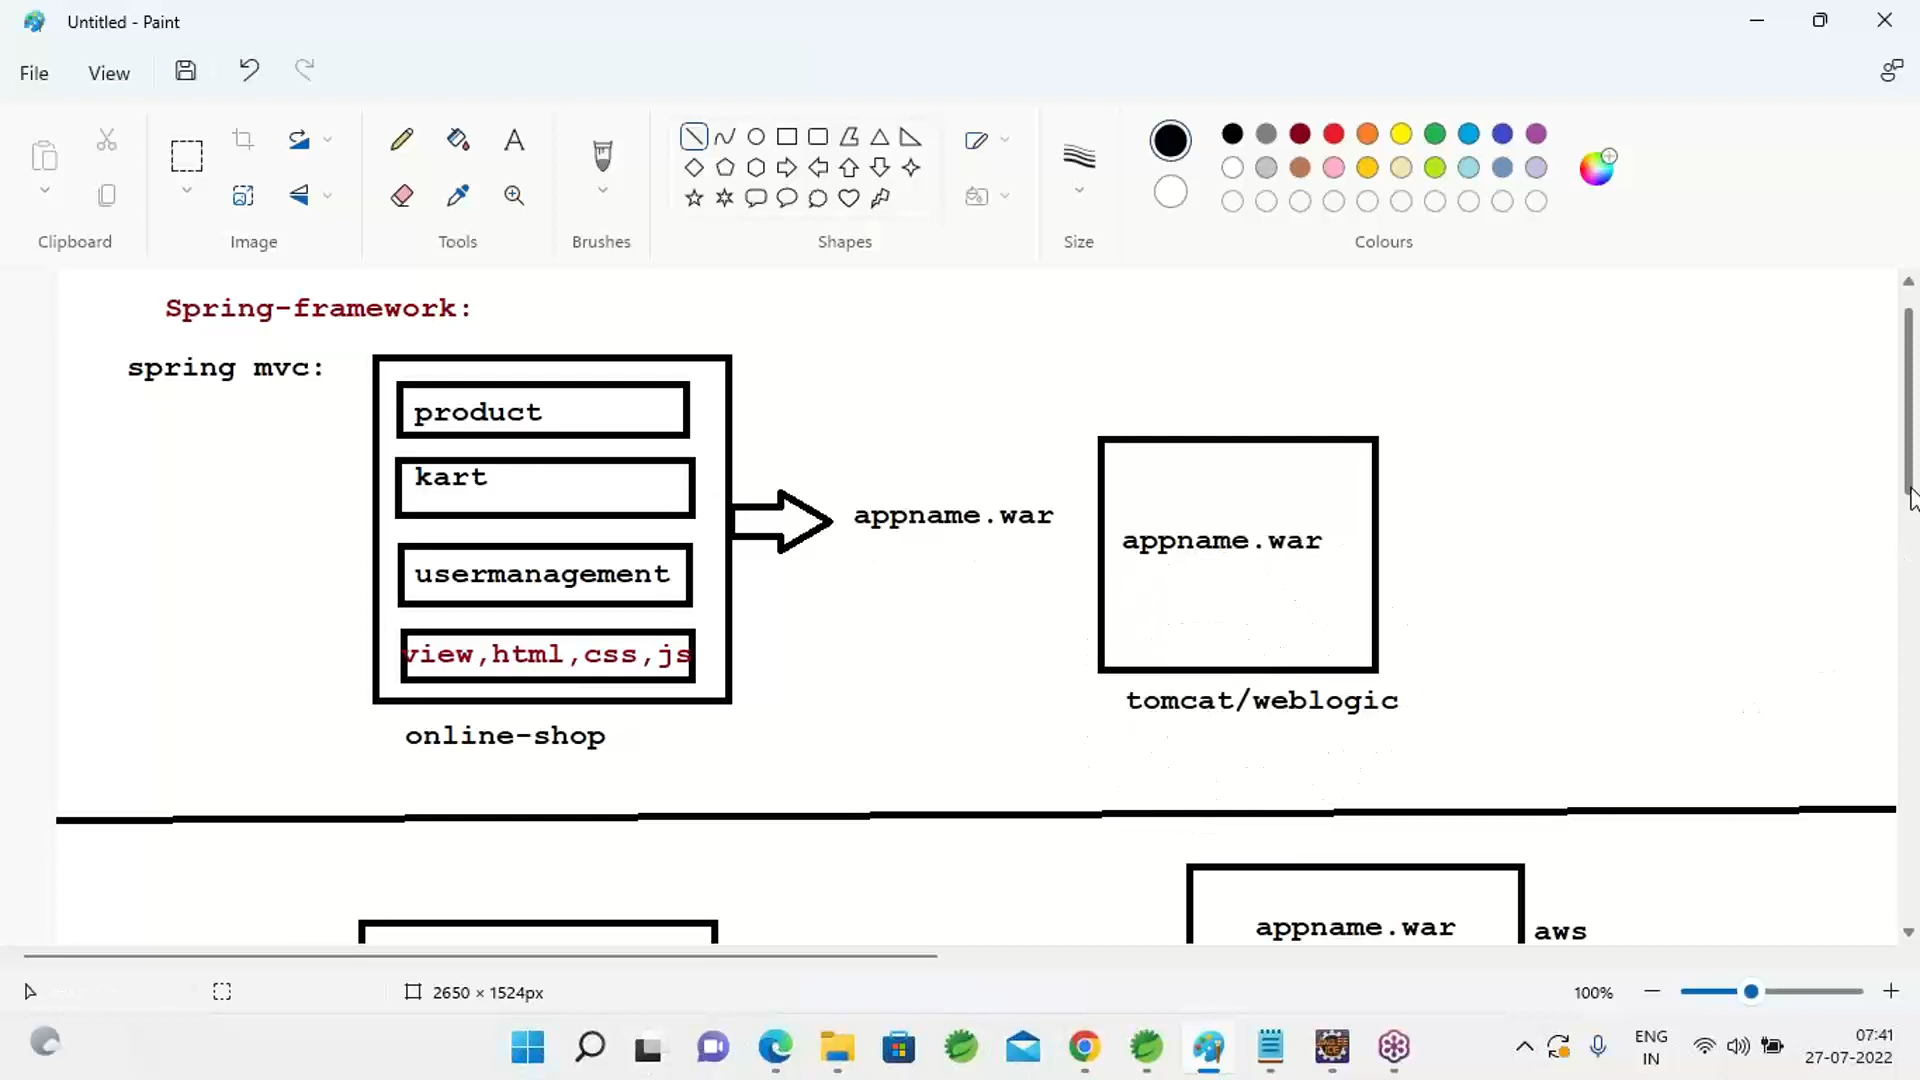 Untitled - Paint
File View
Clipboard Image Tools Brushes Shapes Size Colours
Spring-framework:
spring mvc:
product
kart
usermanagement
view,html,css,js
online-shop
appname.war
appname.war
tomcat/weblogic
appname.war
aws
2650 × 1524px
100%
ENG
IN
07:41
27-07-2022